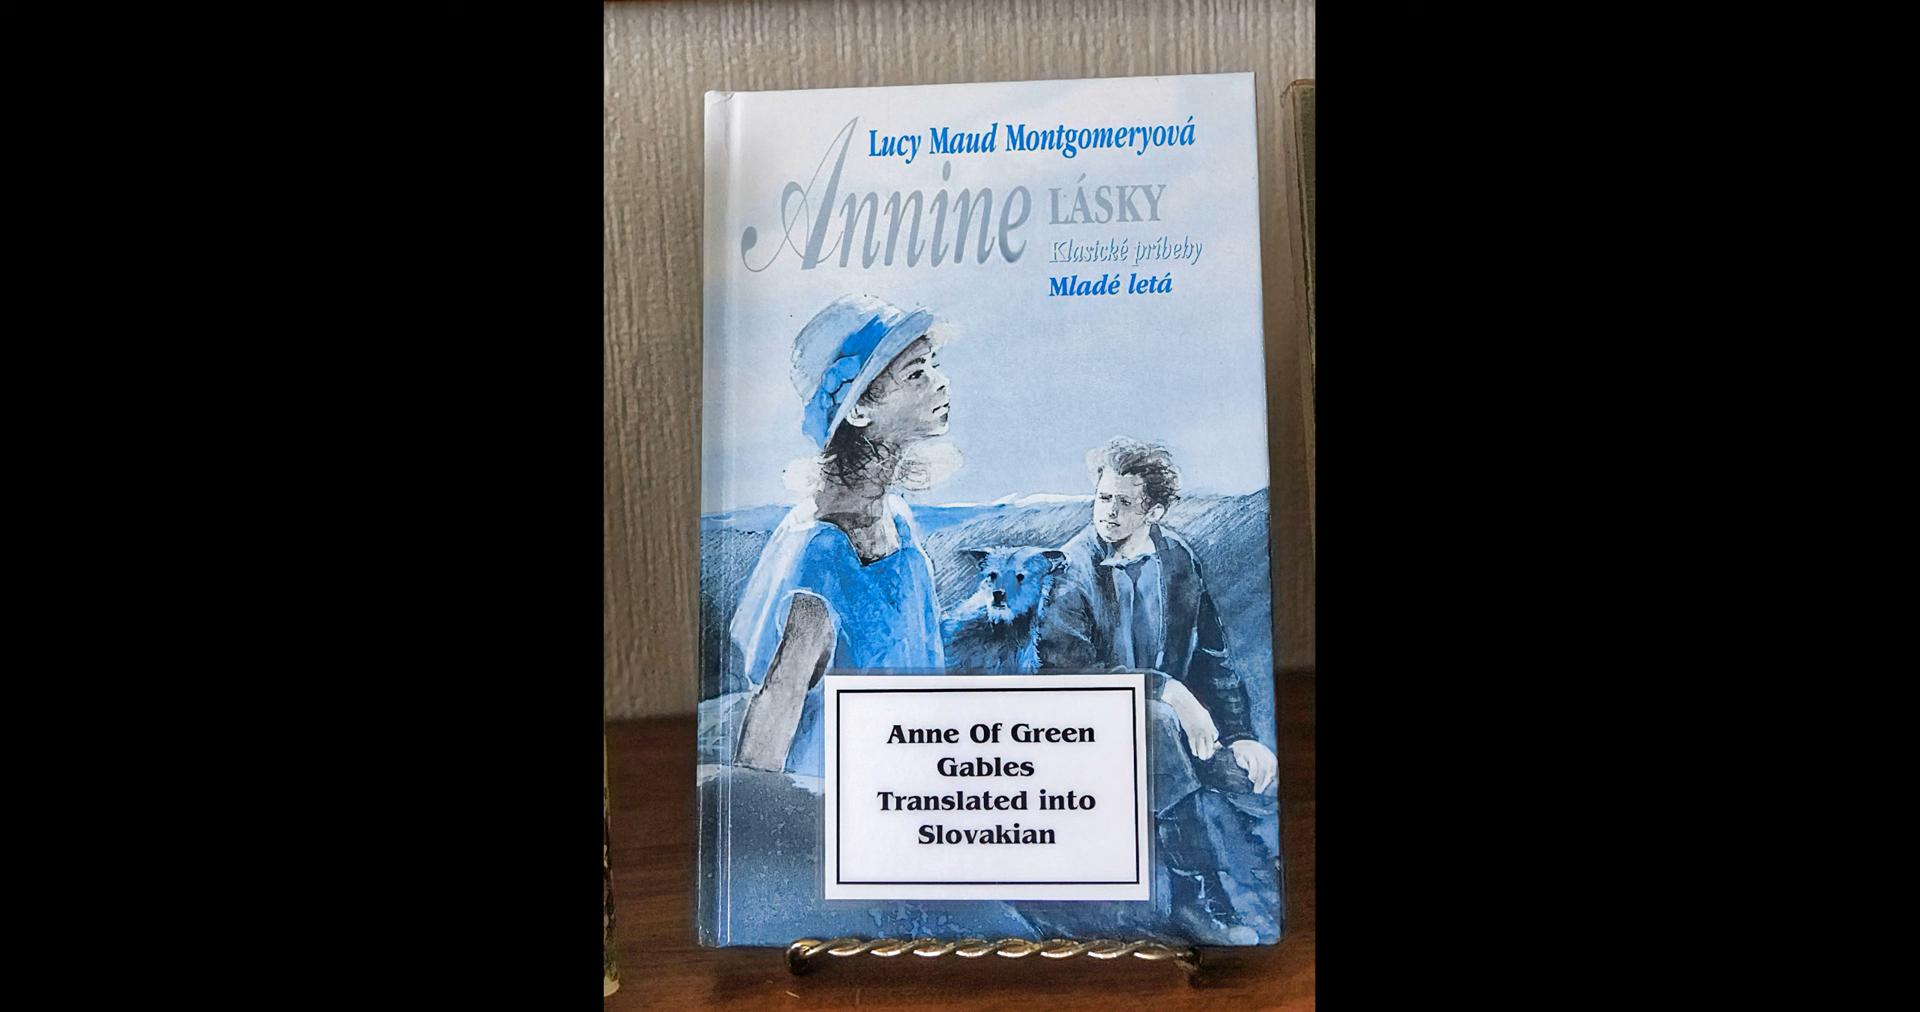 Lucy Maud Montgomeryová
Annine LÁSKY
Klasické príbehy
Mladé letá
Anne Of Green
Gables
Translated into
Slovakian